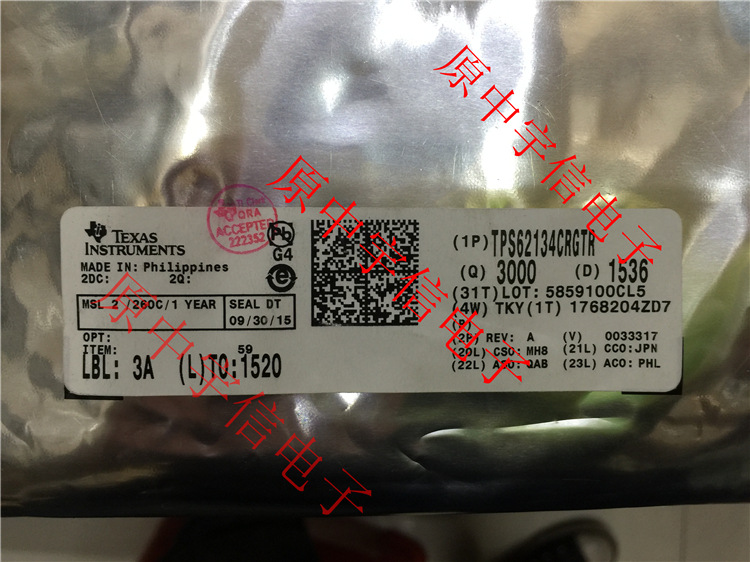 原中宇信电子
原中宇信电子
原中宇信电子
TEXAS
INSTRUMENTS
MADE IN: Philippines
2DC: 2Q:
MSL 2 /260C/1 YEAR SEAL DT
09/30/15
OPT:
ITEM: 59
LBL: 3A (L)TO:1520
QRA
ACCEPTED
222352
Pb
G4
e
(1P)TPS62134CRGTR
(Q) 3000 (D) 1536
(31T)LOT: 5859100CL5
(4W) TKY(1T) 1768204ZD7
(P)
(2P) REV: A (V) 0033317
(20L) CSO:MH8 (21L) CCO:JPN
(22L) ASO:QAB (23L) ACO:PHL